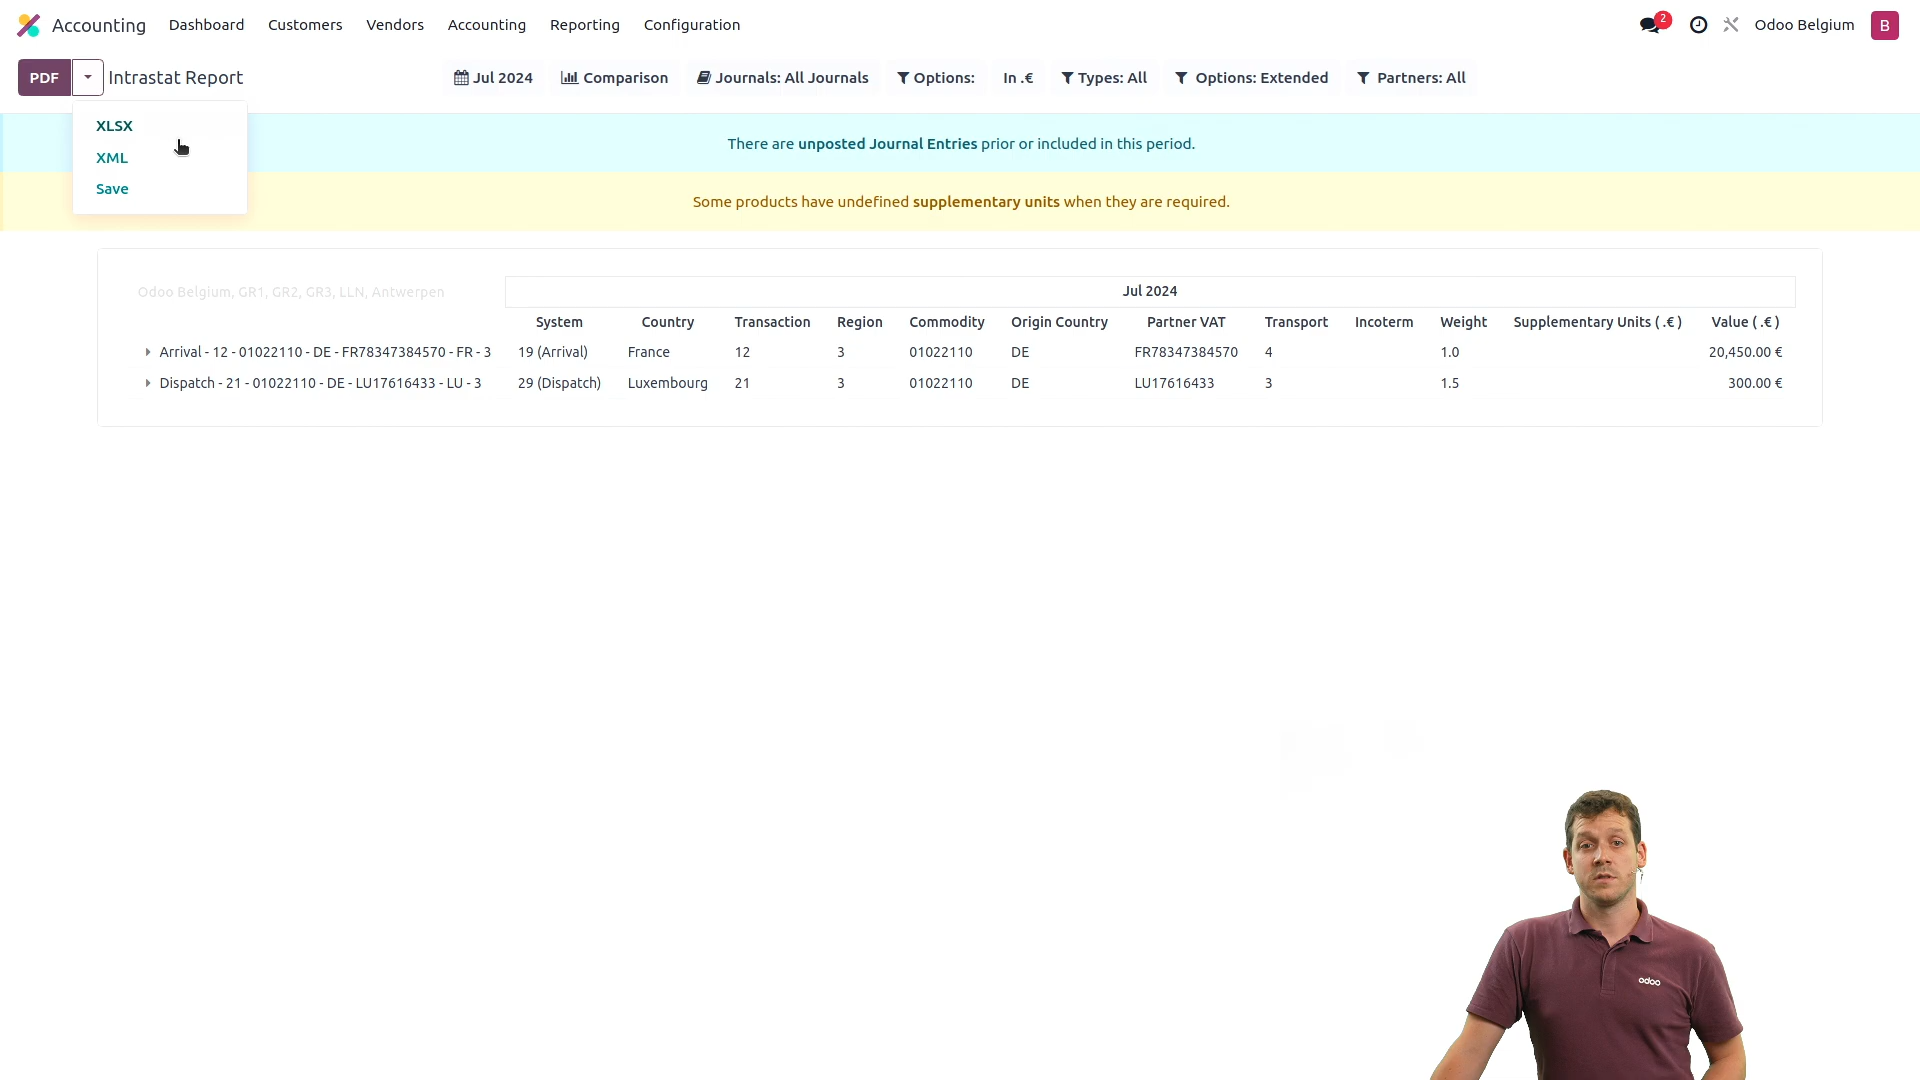 Accounting Dashboard Customers Vendors Accounting Reporting Configuration 2 Odoo Belgium B
PDF Intrastat Report Jul 2024 Comparison Journals: All Journals Options: In .€ Types: All Options: Extended Partners: All
XLSX
XML
Save
There are unposted Journal Entries prior or included in this period.
Some products have undefined supplementary units when they are required.
Odoo Belgium, GR1, GR2, GR3, LLN, Antwerpen Jul 2024
System Country Transaction Region Commodity Origin Country Partner VAT Transport Incoterm Weight Supplementary Units ( .€ ) Value ( .€ )
Arrival - 12 - 01022110 - DE - FR78347384570 - FR - 3 19 (Arrival) France 12 3 01022110 DE FR78347384570 4 1.0 20,450.00 €
Dispatch - 21 - 01022110 - DE - LU17616433 - LU - 3 29 (Dispatch) Luxembourg 21 3 01022110 DE LU17616433 3 1.5 300.00 €
odoo